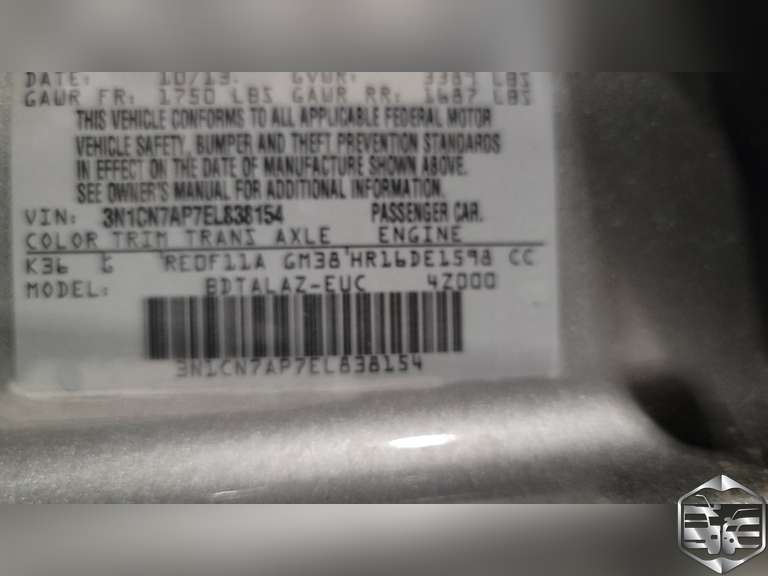 DATE: 10/13. GVWR: 3389 LBS
GAWR FR: 1750 LBS GAWR RR: 1687 LBS
THIS VEHICLE CONFORMS TO ALL APPLICABLE FEDERAL MOTOR
VEHICLE SAFETY, BUMPER AND THEFT PREVENTION STANDARDS
IN EFFECT ON THE DATE OF MANUFACTURE SHOWN ABOVE.
SEE OWNER'S MANUAL FOR ADDITIONAL INFORMATION.
VIN: 3N1CN7AP7EL838154 PASSENGER CAR.
COLOR TRIM TRANS AXLE ENGINE
K36 G RE0F11A GM38 HR16DE1598 CC
MODEL: BDTALAZ-EUC 4Z000
3N1CN7AP7EL838154